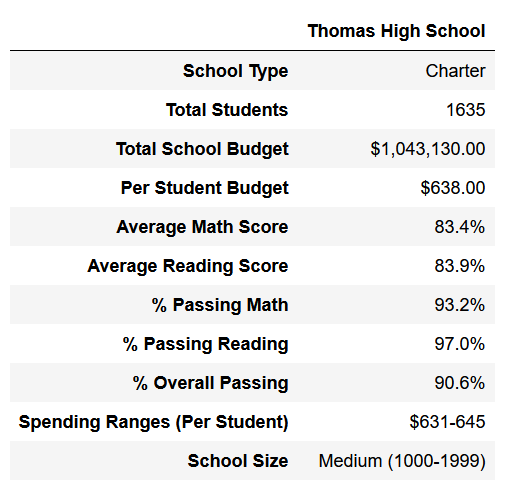 Thomas High School
School Type Charter
Total Students 1635
Total School Budget $1,043,130.00
Per Student Budget $638.00
Average Math Score 83.4%
Average Reading Score 83.9%
% Passing Math 93.2%
% Passing Reading 97.0%
% Overall Passing 90.6%
Spending Ranges (Per Student) $631-645
School Size Medium (1000-1999)